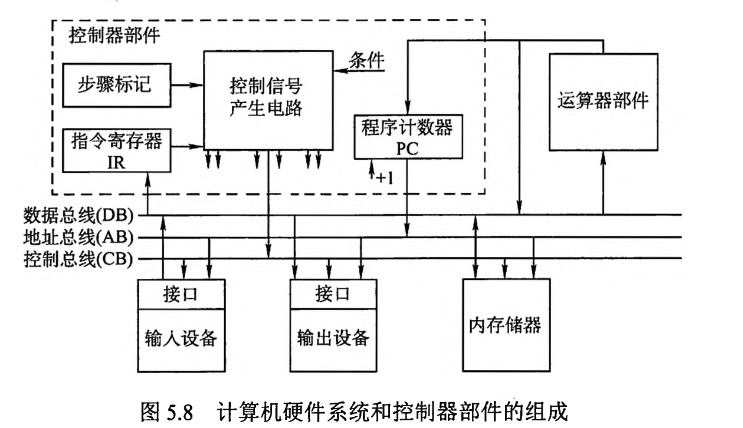 控制器部件
步骤标记
控制信号
产生电路
条件
运算器部件
指令寄存器
IR
程序计数器
PC
+1
数据总线(DB)
地址总线(AB)
控制总线(CB)
接口
输人设备
接口
输出设备
内存储器
图 5.8 计算机硬件系统和控制器部件的组成